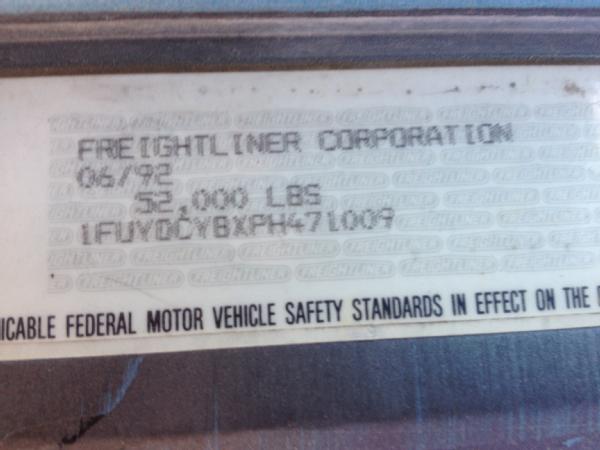 FREIGHTLINER CORPORATION
06/92
52,000 LBS
1FUYDCYBXPH471009
ICABLE FEDERAL MOTOR VEHICLE SAFETY STANDARDS IN EFFECT ON THE